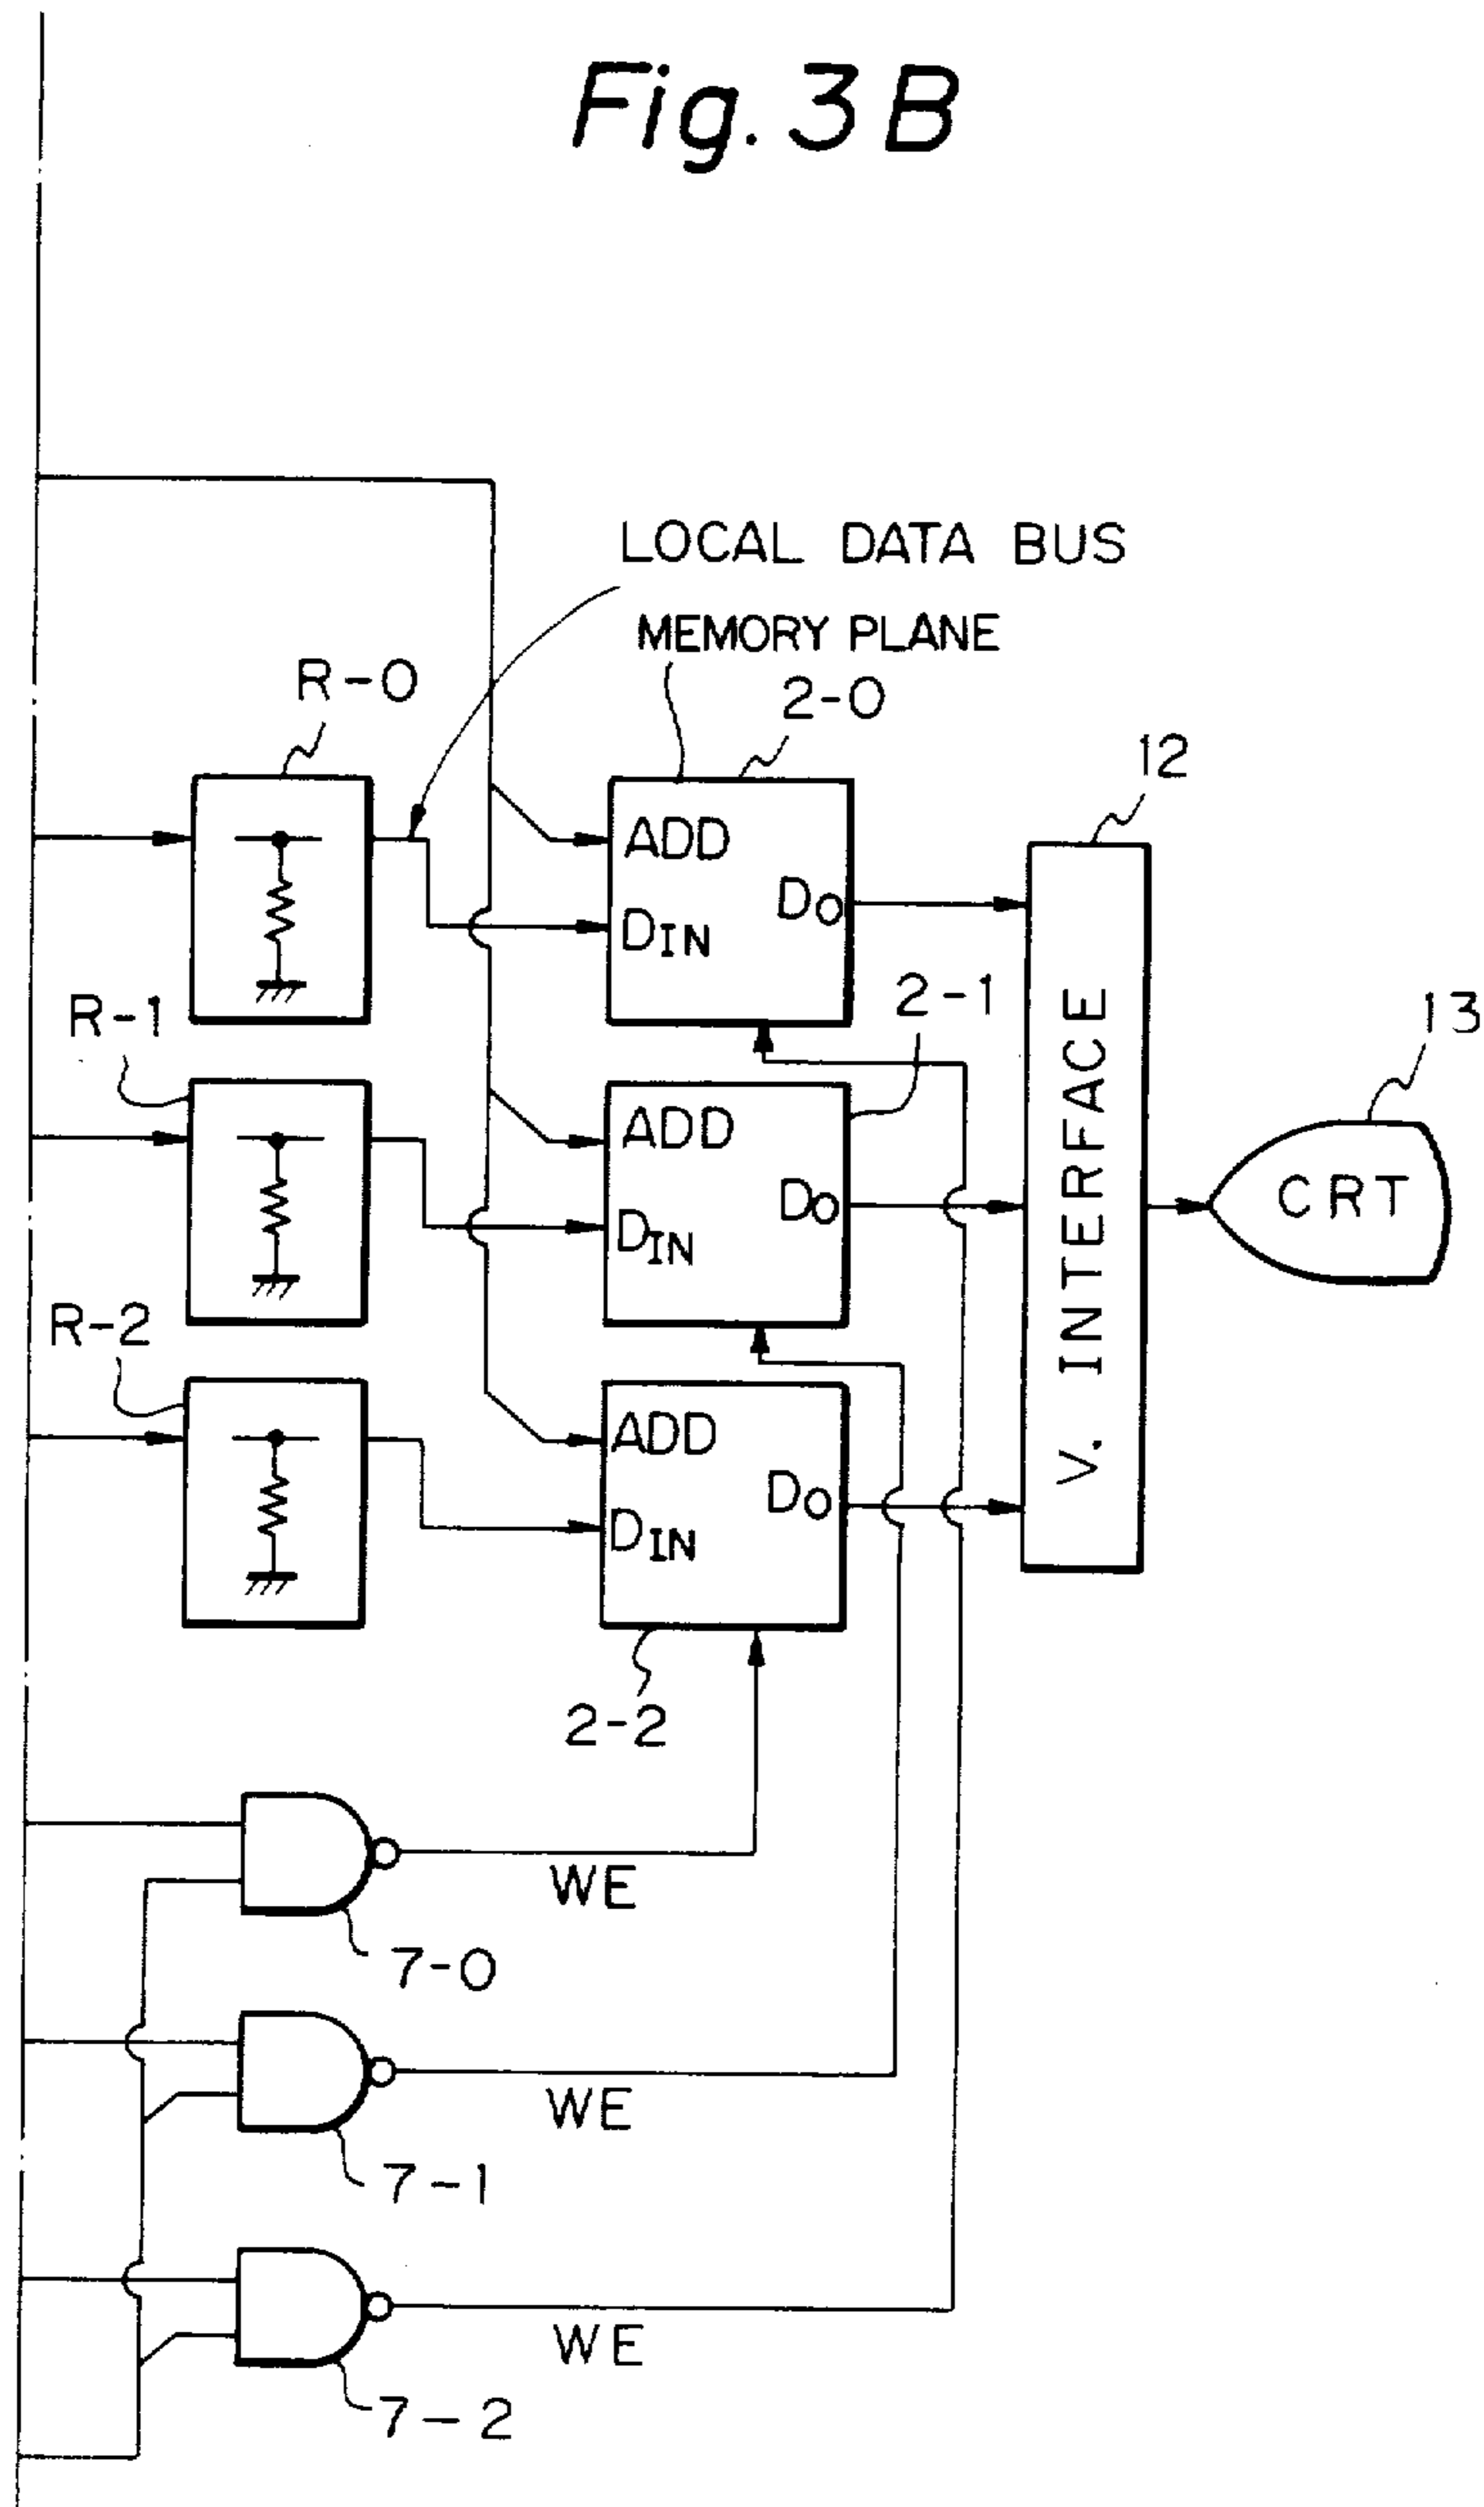 Fig. 3B
LOCAL DATA BUS
MEMORY PLANE
R-0
2-0
12
ADD
DO
DIN
R-1
2-1
13
ADD
DO
DIN
V. INTERFACE
CRT
R-2
ADD
DO
DIN
2-2
WE
7-0
WE
7-1
WE
7-2